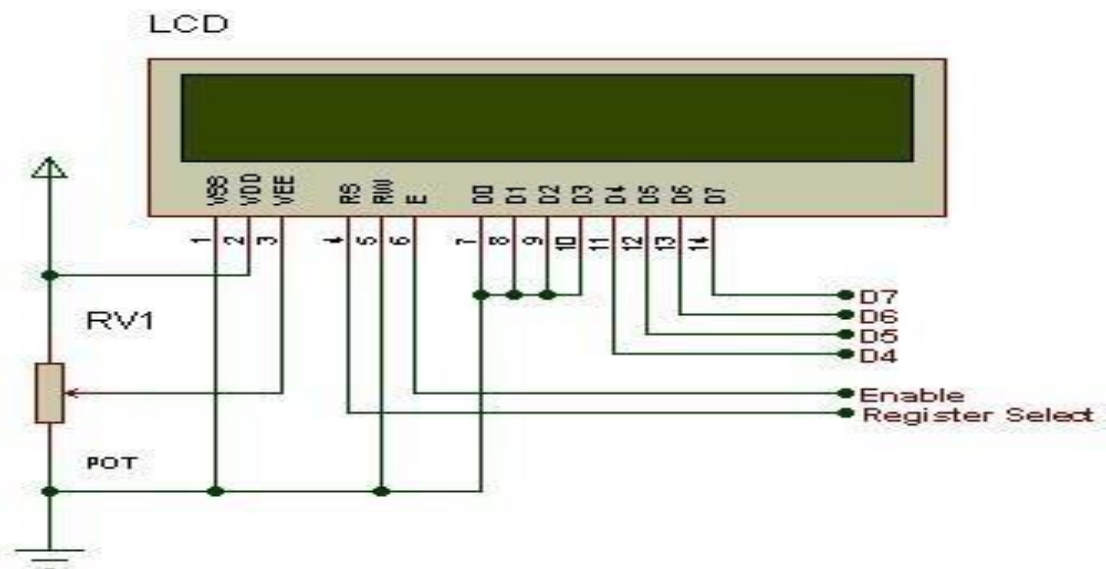 LCD
VSS VDD VEE RS RW E D0 D1 D2 D3 D4 D5 D6 D7
1 2 3 4 5 6 7 8 9 10 11 12 13 14
D7
RV1
D6
D5
D4
Enable
Register Select
POT